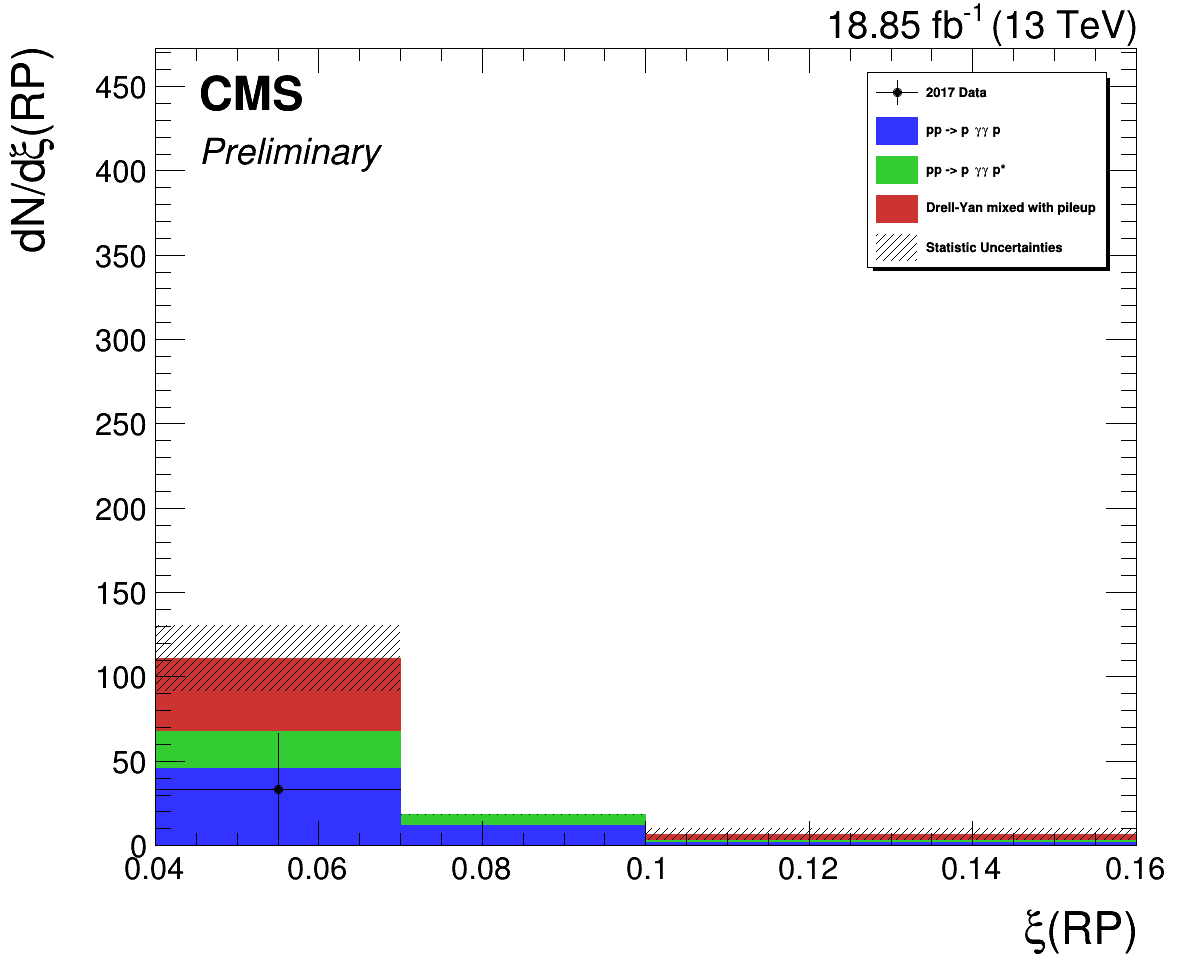 18.85 fb⁻¹ (13 TeV)
dN/dξ(RP)
CMS
Preliminary
2017 Data
pp -> p γγ p
pp -> p γγ p*
Drell-Yan mixed with pileup
Statistic Uncertainties
450
400
350
300
250
200
150
100
50
0
0.04 0.06 0.08 0.1 0.12 0.14 0.16
ξ(RP)